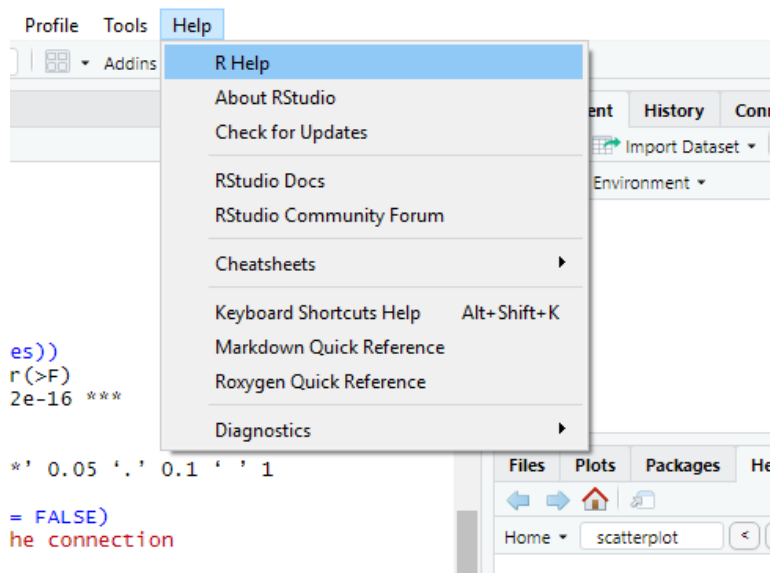 Profile Tools Help
Addins
R Help
About RStudio
Check for Updates
RStudio Docs
RStudio Community Forum
Cheatsheets
Keyboard Shortcuts Help Alt+Shift+K
Markdown Quick Reference
Roxygen Quick Reference
Diagnostics
ent History Conn
Import Dataset
Environment
es))
r(>F)
2e-16 ***
*’ 0.05 ‘.’ 0.1 ‘ ’ 1
= FALSE)
he connection
Files Plots Packages He
Home scatterplot <